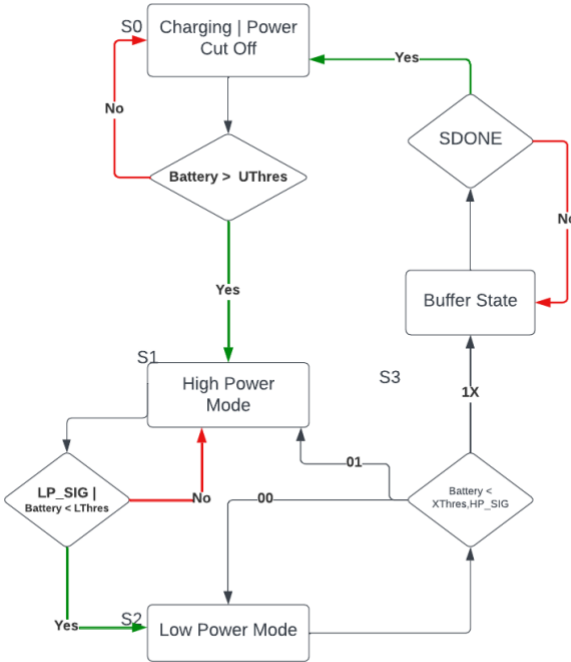 S0
Charging | Power
Cut Off
Yes
No
SDONE
Battery >  UThres
No
Yes
Buffer State
S1
High Power
Mode
S3
1X
01
LP_SIG |
Battery < LThres
No
00
Battery <
XThres,HP_SIG
Yes
S2
Low Power Mode